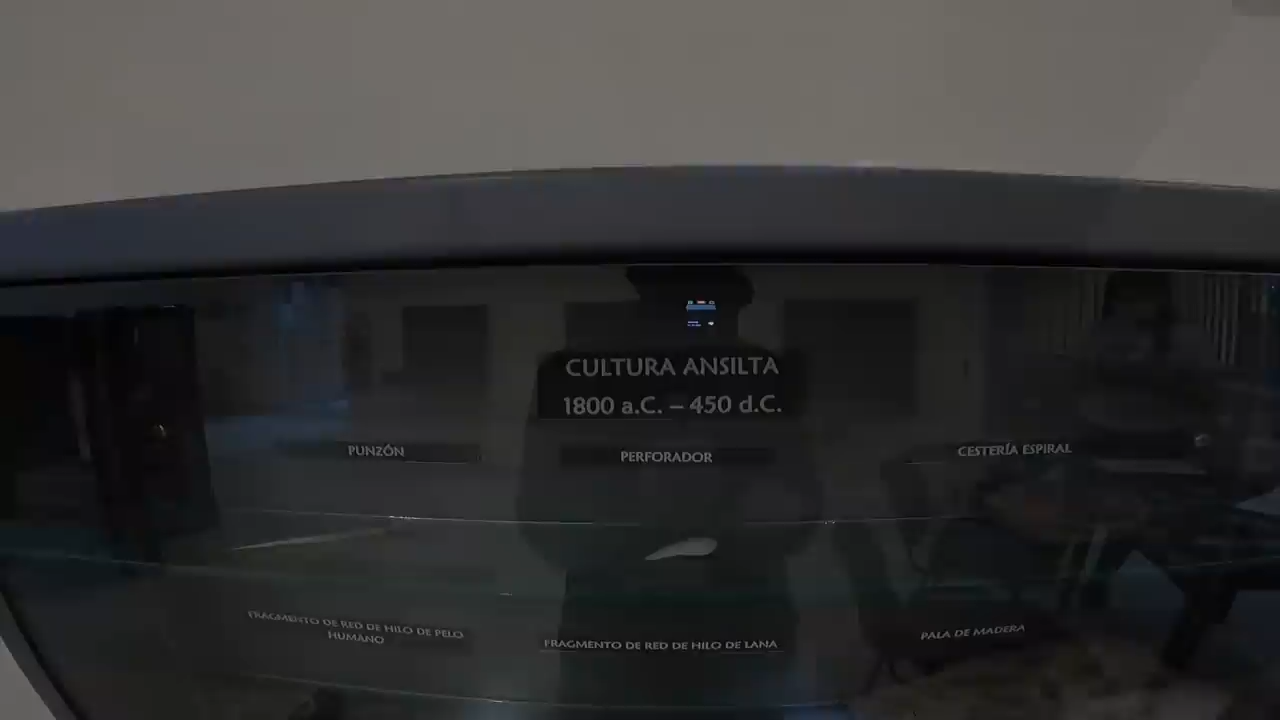 CULTURA ANSILTA
1800 a.C. – 450 d.C.
PUNZÓN
PERFORADOR
CESTERÍA ESPIRAL
FRAGMENTO DE RED DE HILO DE PELO
HUMANO
FRAGMENTO DE RED DE HILO DE LANA
PALA DE MADERA